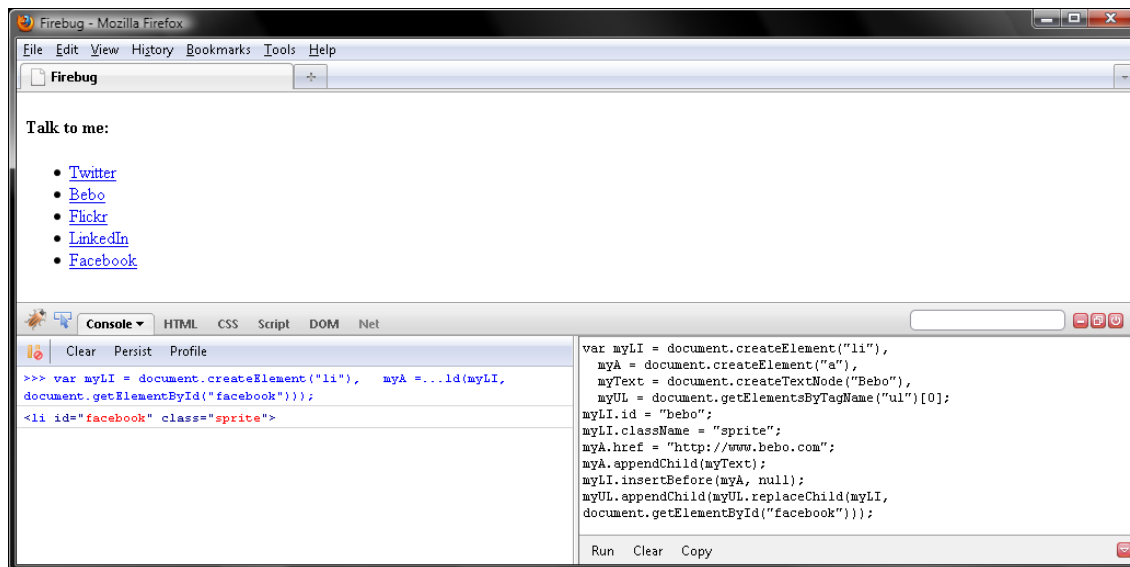 Firebug - Mozilla Firefox
File Edit View History Bookmarks Tools Help
Firebug
Talk to me:
Twitter
Bebo
Flickr
LinkedIn
Facebook
Console HTML CSS Script DOM Net
Clear Persist Profile
>>> var myLI = document.createElement("li"), myA =...ld(myLI,
document.getElementById("facebook")));
<li id="facebook" class="sprite">
var myLI = document.createElement("li"),
myA = document.createElement("a"),
myText = document.createTextNode("Bebo"),
myUL = document.getElementsByTagName("ul")[0];
myLI.id = "bebo";
myLI.className = "sprite";
myA.href = "http://www.bebo.com";
myA.appendChild(myText);
myLI.insertBefore(myA, null);
myUL.appendChild(myUL.replaceChild(myLI,
document.getElementById("facebook")));
Run Clear Copy